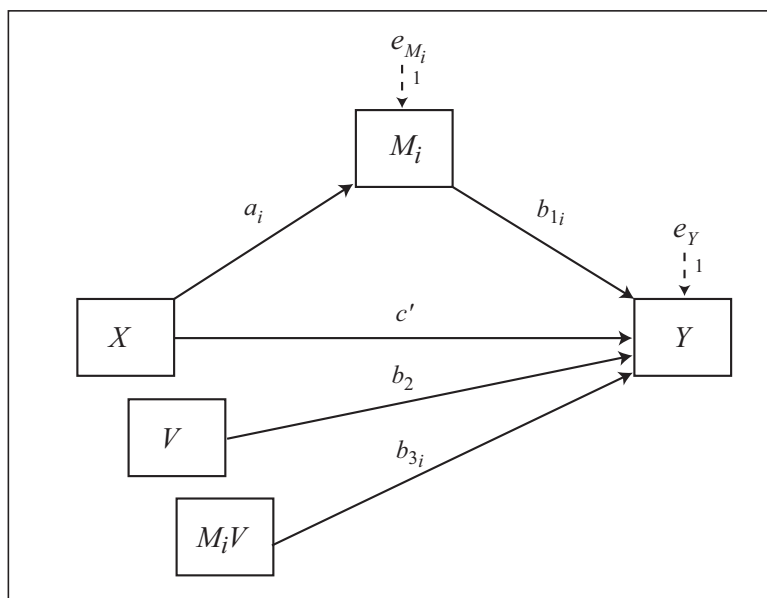 e_{M_i}
1
M_i
a_i
b_{1_i}
e_Y
1
X
c′
Y
b_2
V
b_{3_i}
M_iV